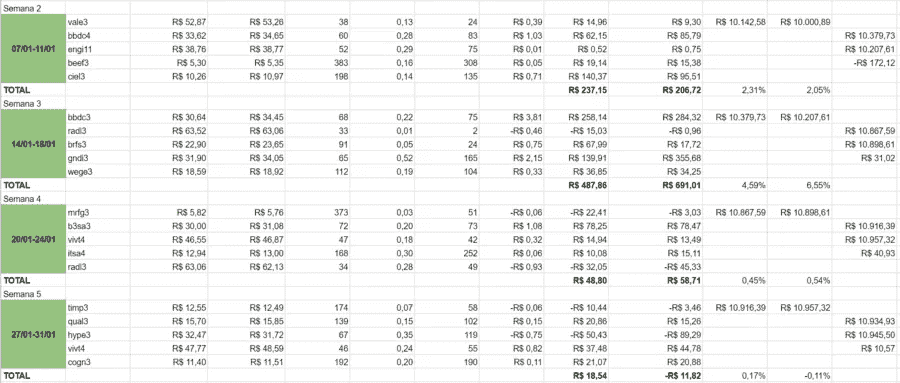 Semana 2
07/01-11/01
vale3 R$ 52,87 R$ 53,26 38 0,13 24 R$ 0,39 R$ 14,96 R$ 9,30 R$ 10.142,58 R$ 10.000,89
bbdc4 R$ 33,62 R$ 34,65 60 0,28 83 R$ 1,03 R$ 62,15 R$ 85,79 R$ 10.379,73
engi11 R$ 38,76 R$ 38,77 52 0,29 75 R$ 0,01 R$ 0,52 R$ 0,75 R$ 10.207,61
beef3 R$ 5,30 R$ 5,35 383 0,16 308 R$ 0,05 R$ 19,14 R$ 15,38 -R$ 172,12
ciel3 R$ 10,26 R$ 10,97 198 0,14 135 R$ 0,71 R$ 140,37 R$ 95,51
TOTAL R$ 237,15 R$ 206,72 2,31% 2,05%
Semana 3
14/01-18/01
bbdc3 R$ 30,64 R$ 34,45 68 0,22 75 R$ 3,81 R$ 258,14 R$ 284,32 R$ 10.379,73 R$ 10.207,61
radl3 R$ 63,52 R$ 63,06 33 0,01 2 -R$ 0,46 -R$ 15,03 -R$ 0,96 R$ 10.867,59
brfs3 R$ 22,90 R$ 23,65 91 0,05 24 R$ 0,75 R$ 67,99 R$ 17,72 R$ 10.898,61
gndi3 R$ 31,90 R$ 34,05 65 0,52 165 R$ 2,15 R$ 139,91 R$ 355,68 R$ 31,02
wege3 R$ 18,59 R$ 18,92 112 0,19 104 R$ 0,33 R$ 36,85 R$ 34,25
TOTAL R$ 487,86 R$ 691,01 4,59% 6,55%
Semana 4
20/01-24/01
mrfg3 R$ 5,82 R$ 5,76 373 0,03 51 -R$ 0,06 -R$ 22,41 -R$ 3,03 R$ 10.867,59 R$ 10.898,61
b3sa3 R$ 30,00 R$ 31,08 72 0,20 73 R$ 1,08 R$ 78,25 R$ 78,47 R$ 10.916,39
vivt4 R$ 46,55 R$ 46,87 47 0,18 42 R$ 0,32 R$ 14,94 R$ 13,49 R$ 10.957,32
itsa4 R$ 12,94 R$ 13,00 168 0,30 252 R$ 0,06 R$ 10,08 R$ 15,11 R$ 40,93
radl3 R$ 63,06 R$ 62,13 34 0,28 49 -R$ 0,93 -R$ 32,05 -R$ 45,33
TOTAL R$ 48,80 R$ 58,71 0,45% 0,54%
Semana 5
27/01-31/01
timp3 R$ 12,55 R$ 12,49 174 0,07 58 -R$ 0,06 -R$ 10,44 -R$ 3,46 R$ 10.916,39 R$ 10.957,32
qual3 R$ 15,70 R$ 15,85 139 0,15 102 R$ 0,15 R$ 20,86 R$ 15,26 R$ 10.934,93
hype3 R$ 32,47 R$ 31,72 67 0,35 119 -R$ 0,75 -R$ 50,43 -R$ 89,29 R$ 10.945,50
vivt4 R$ 47,77 R$ 48,59 46 0,24 55 R$ 0,82 R$ 37,48 R$ 44,78 R$ 10,57
cogn3 R$ 11,40 R$ 11,51 192 0,20 190 R$ 0,11 R$ 21,07 R$ 20,88
TOTAL R$ 18,54 -R$ 11,82 0,17% -0,11%